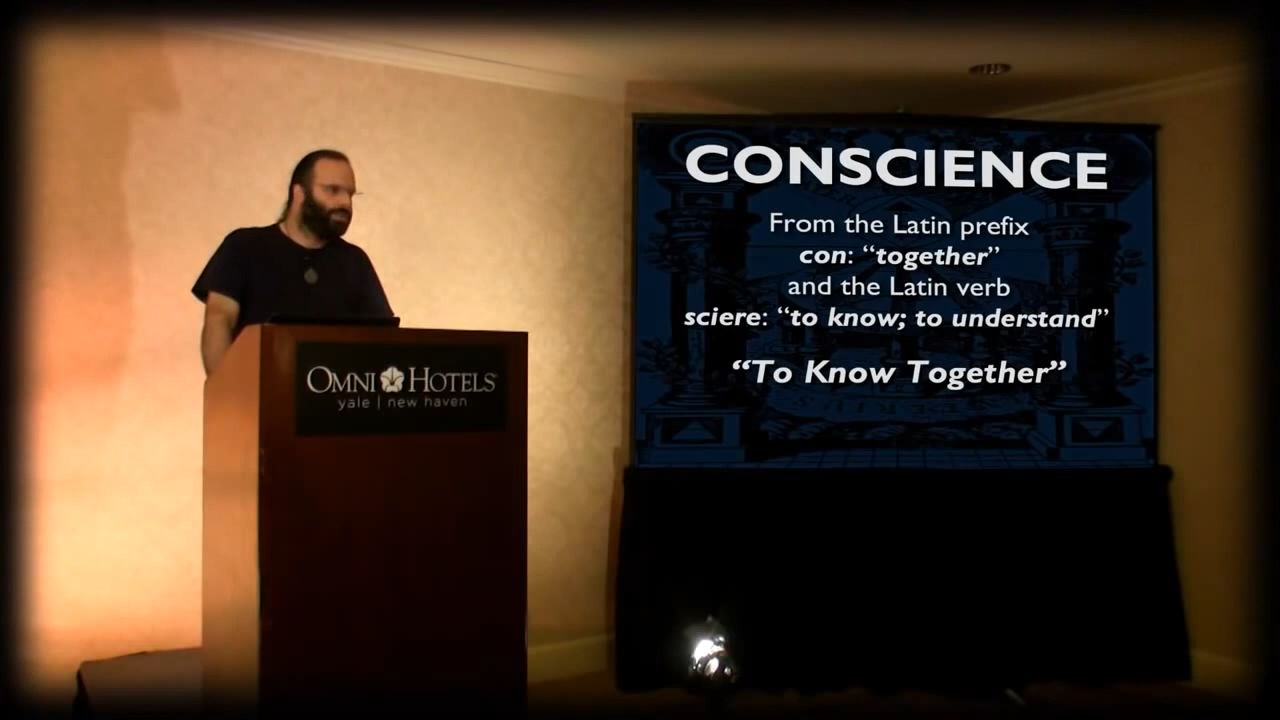 CONSCIENCE
From the Latin prefix
con: “together”
and the Latin verb
sciere: “to know; to understand”
“To Know Together”
OMNI HOTELS
yale | new haven